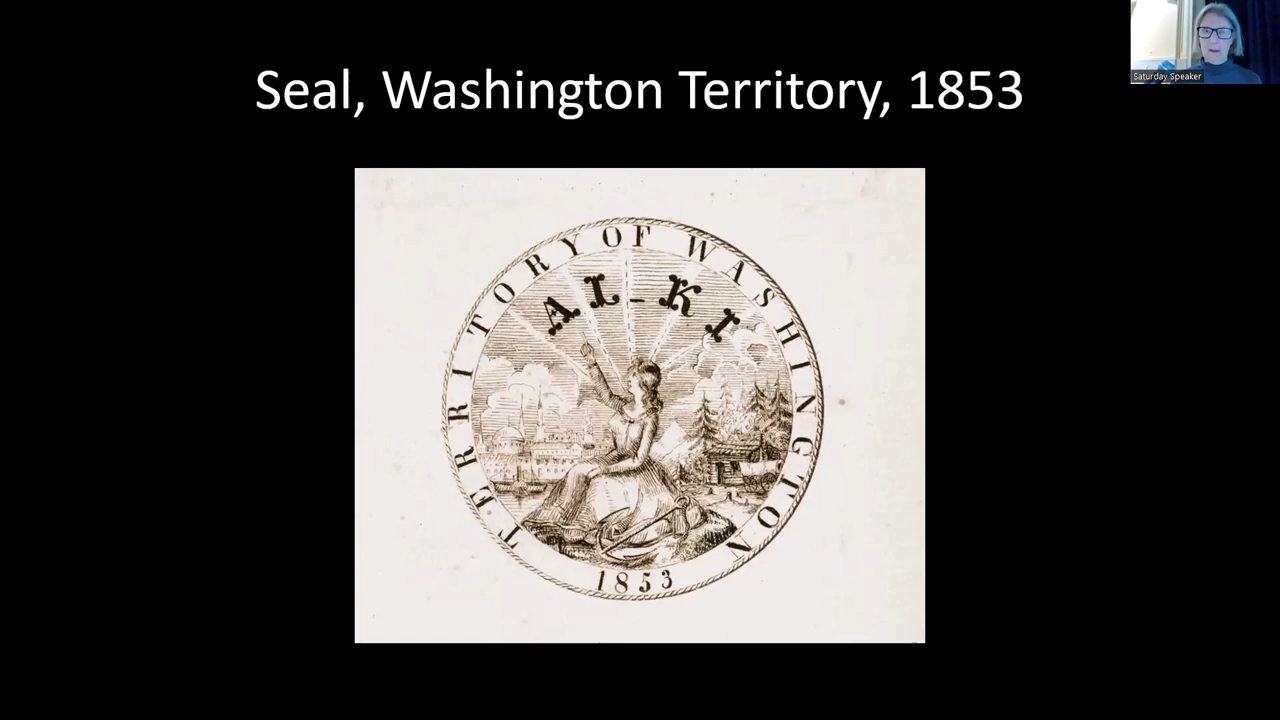 Seal, Washington Territory, 1853
Saturday Speaker
TERRITORY OF WASHINGTON
AL-KI
1853